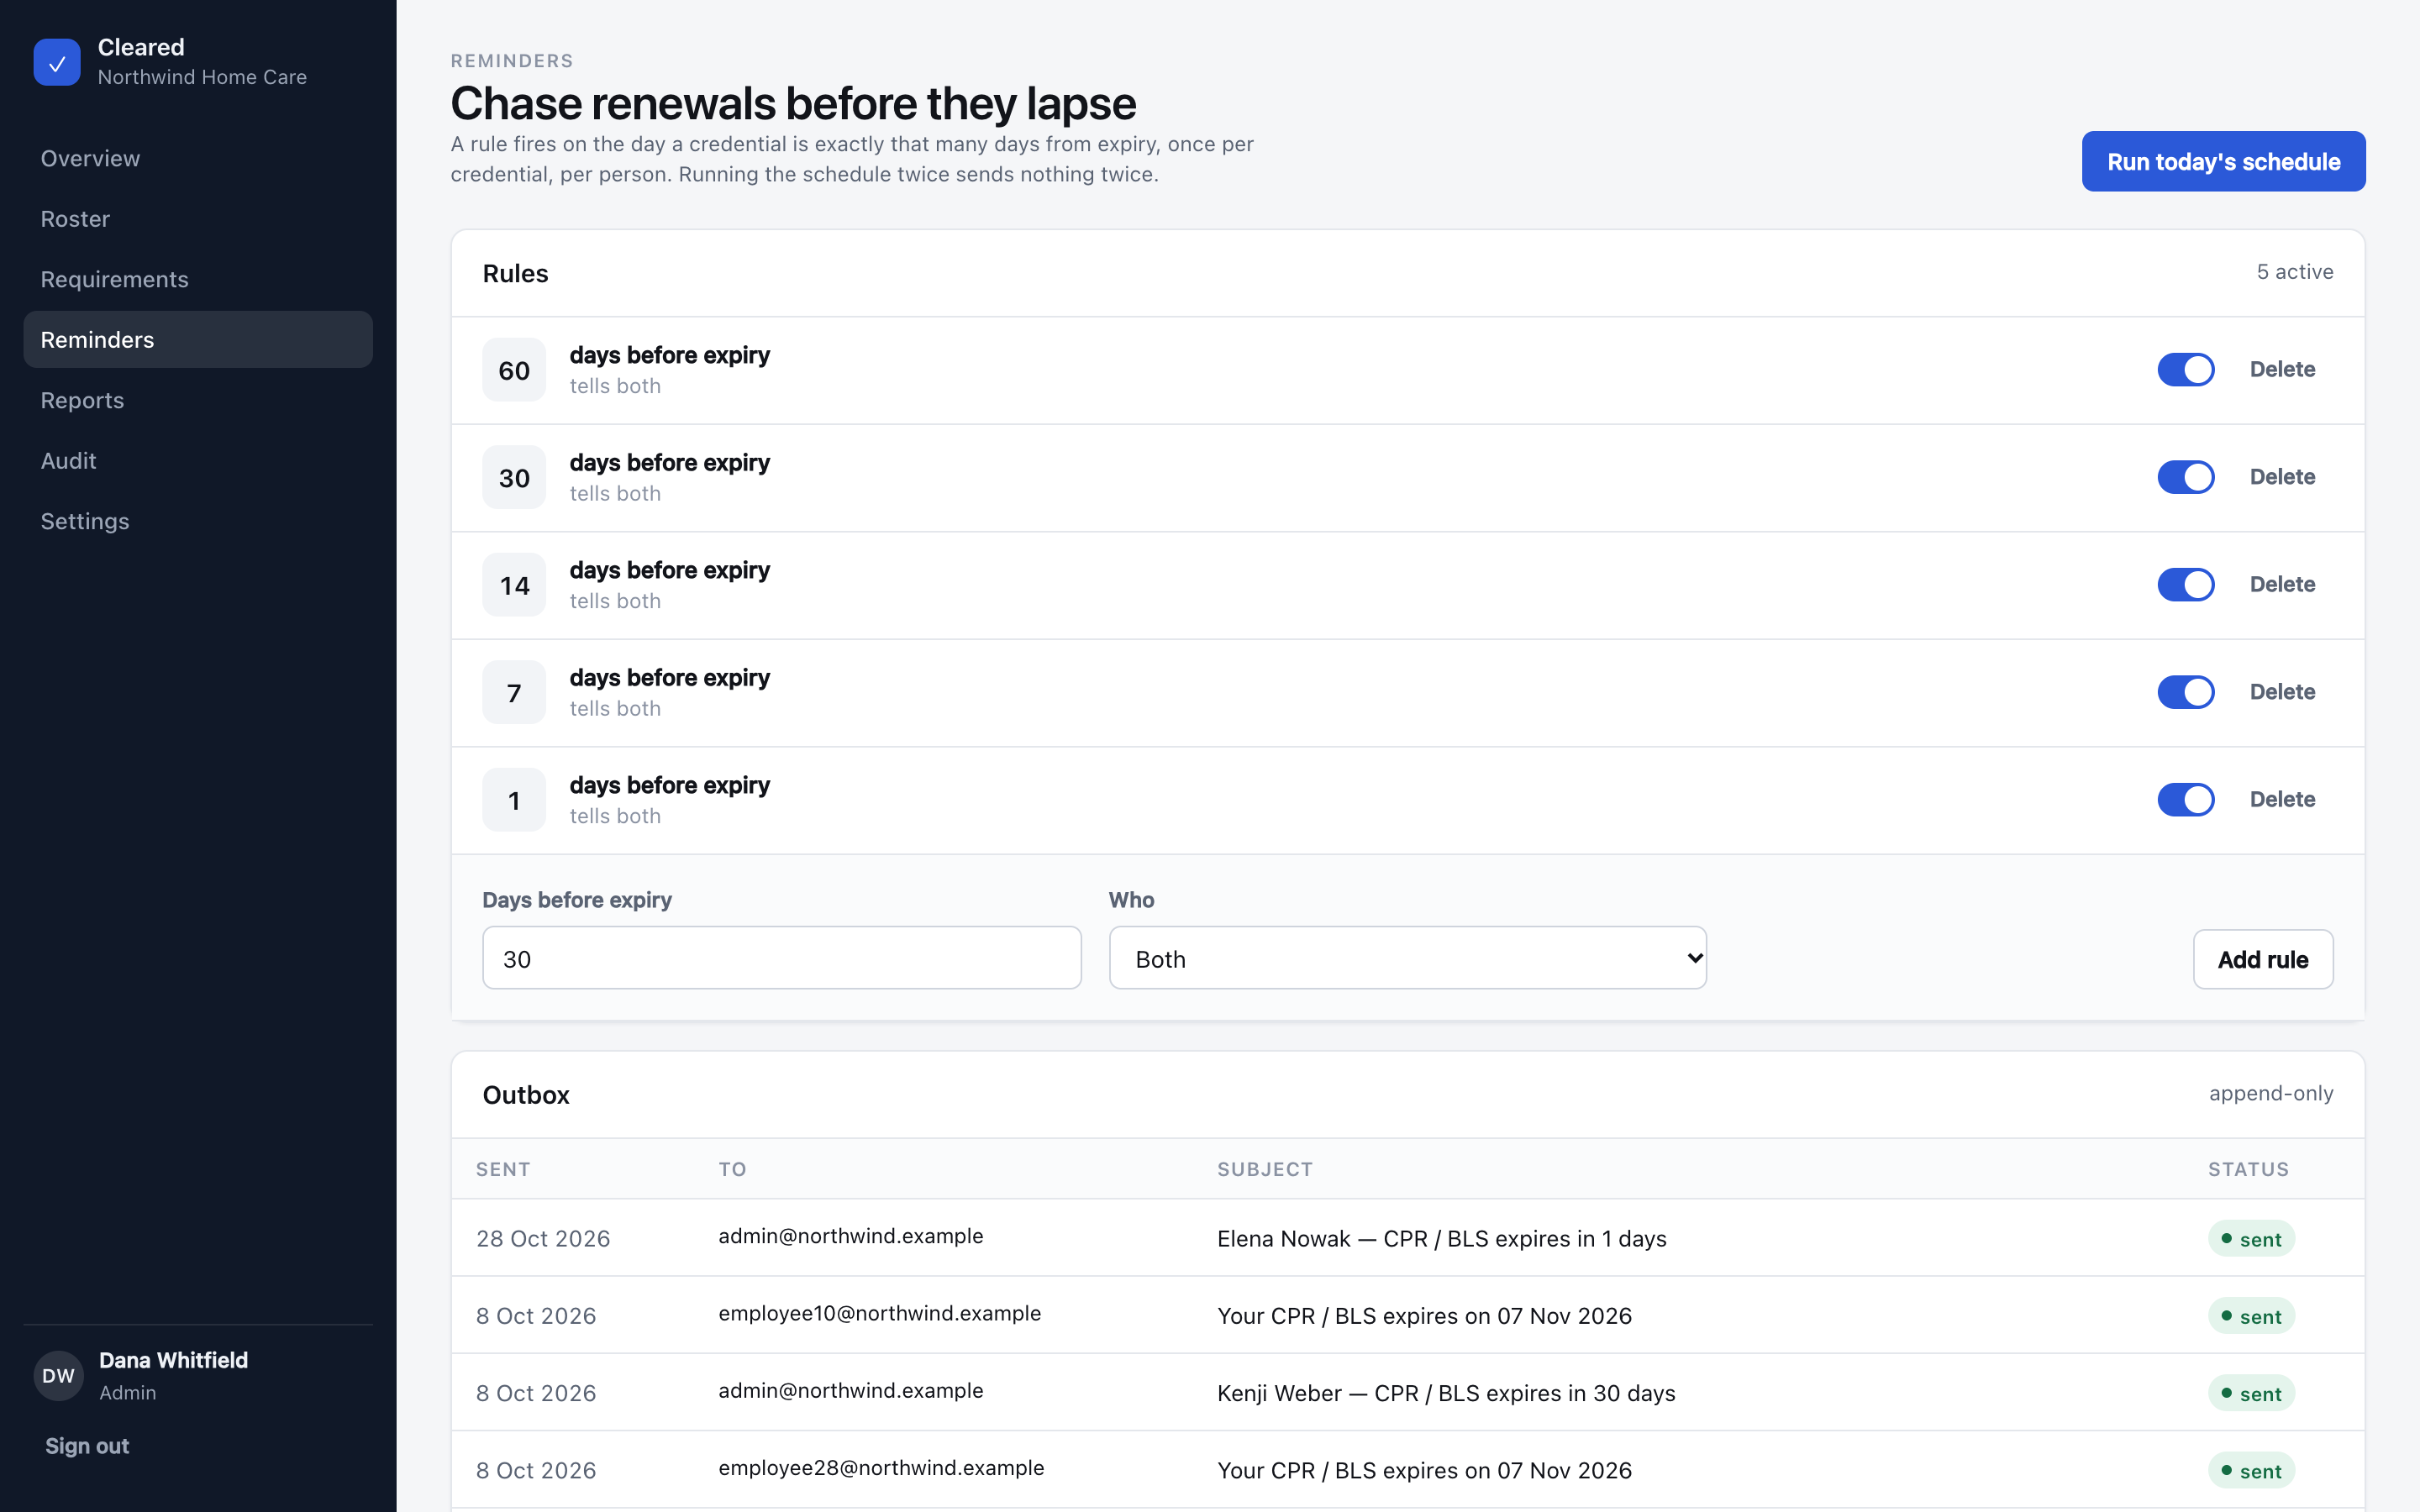 Cleared
Northwind Home Care
Overview
Roster
Requirements
Reminders
Reports
Audit
Settings
DW
Dana Whitfield
Admin
Sign out
REMINDERS
Chase renewals before they lapse
A rule fires on the day a credential is exactly that many days from expiry, once per
credential, per person. Running the schedule twice sends nothing twice.
Run today's schedule
Rules
5 active
60
days before expiry
tells both
Delete
30
days before expiry
tells both
Delete
14
days before expiry
tells both
Delete
7
days before expiry
tells both
Delete
1
days before expiry
tells both
Delete
Days before expiry
Who
30
Both
Add rule
Outbox
append-only
SENT TO SUBJECT STATUS
28 Oct 2026 admin@northwind.example Elena Nowak — CPR / BLS expires in 1 days sent
8 Oct 2026 employee10@northwind.example Your CPR / BLS expires on 07 Nov 2026 sent
8 Oct 2026 admin@northwind.example Kenji Weber — CPR / BLS expires in 30 days sent
8 Oct 2026 employee28@northwind.example Your CPR / BLS expires on 07 Nov 2026 sent